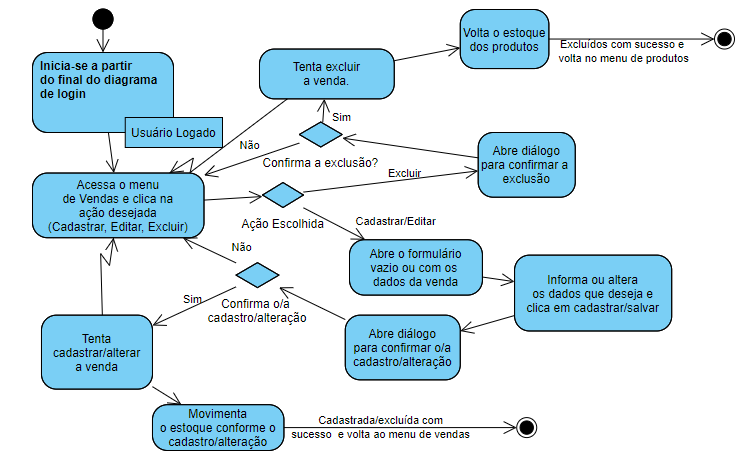 Inicia-se a partir
do final do diagrama
de login
Usuário Logado
Tenta excluir
a venda.
Volta o estoque
dos produtos
Excluídos com sucesso e
volta no menu de produtos
Sim
Não
Confirma a exclusão?
Abre diálogo
para confirmar a
exclusão
Excluir
Acessa o menu
de Vendas e clica na
ação desejada
(Cadastrar, Editar, Excluir)
Ação Escolhida
Cadastrar/Editar
Não
Abre o formulário
vazio ou com os
dados da venda
Informa ou altera
os dados que deseja e
clica em cadastrar/salvar
Sim
Confirma o/a
cadastro/alteração
Tenta
cadastrar/alterar
a venda
Abre diálogo
para confirmar o/a
cadastro/alteração
Movimenta
o estoque conforme o
cadastro/alteração
Cadastrada/excluída com
sucesso e volta ao menu de vendas